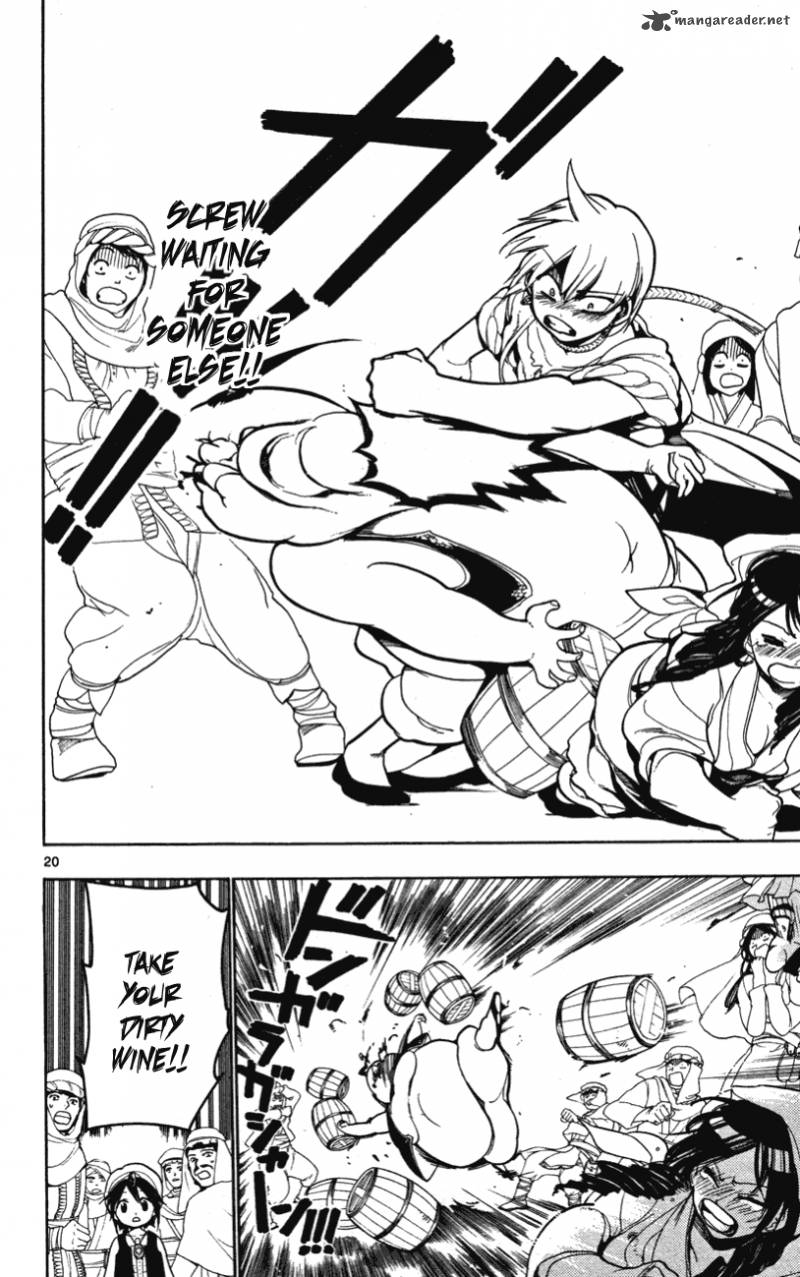 mangareader.net
ガ
SCREW
WAITING
FOR
SOMEONE
ELSE!!
!!
20
TAKE
YOUR
DIRTY
WINE!!
ドンガラガシャーン!!!